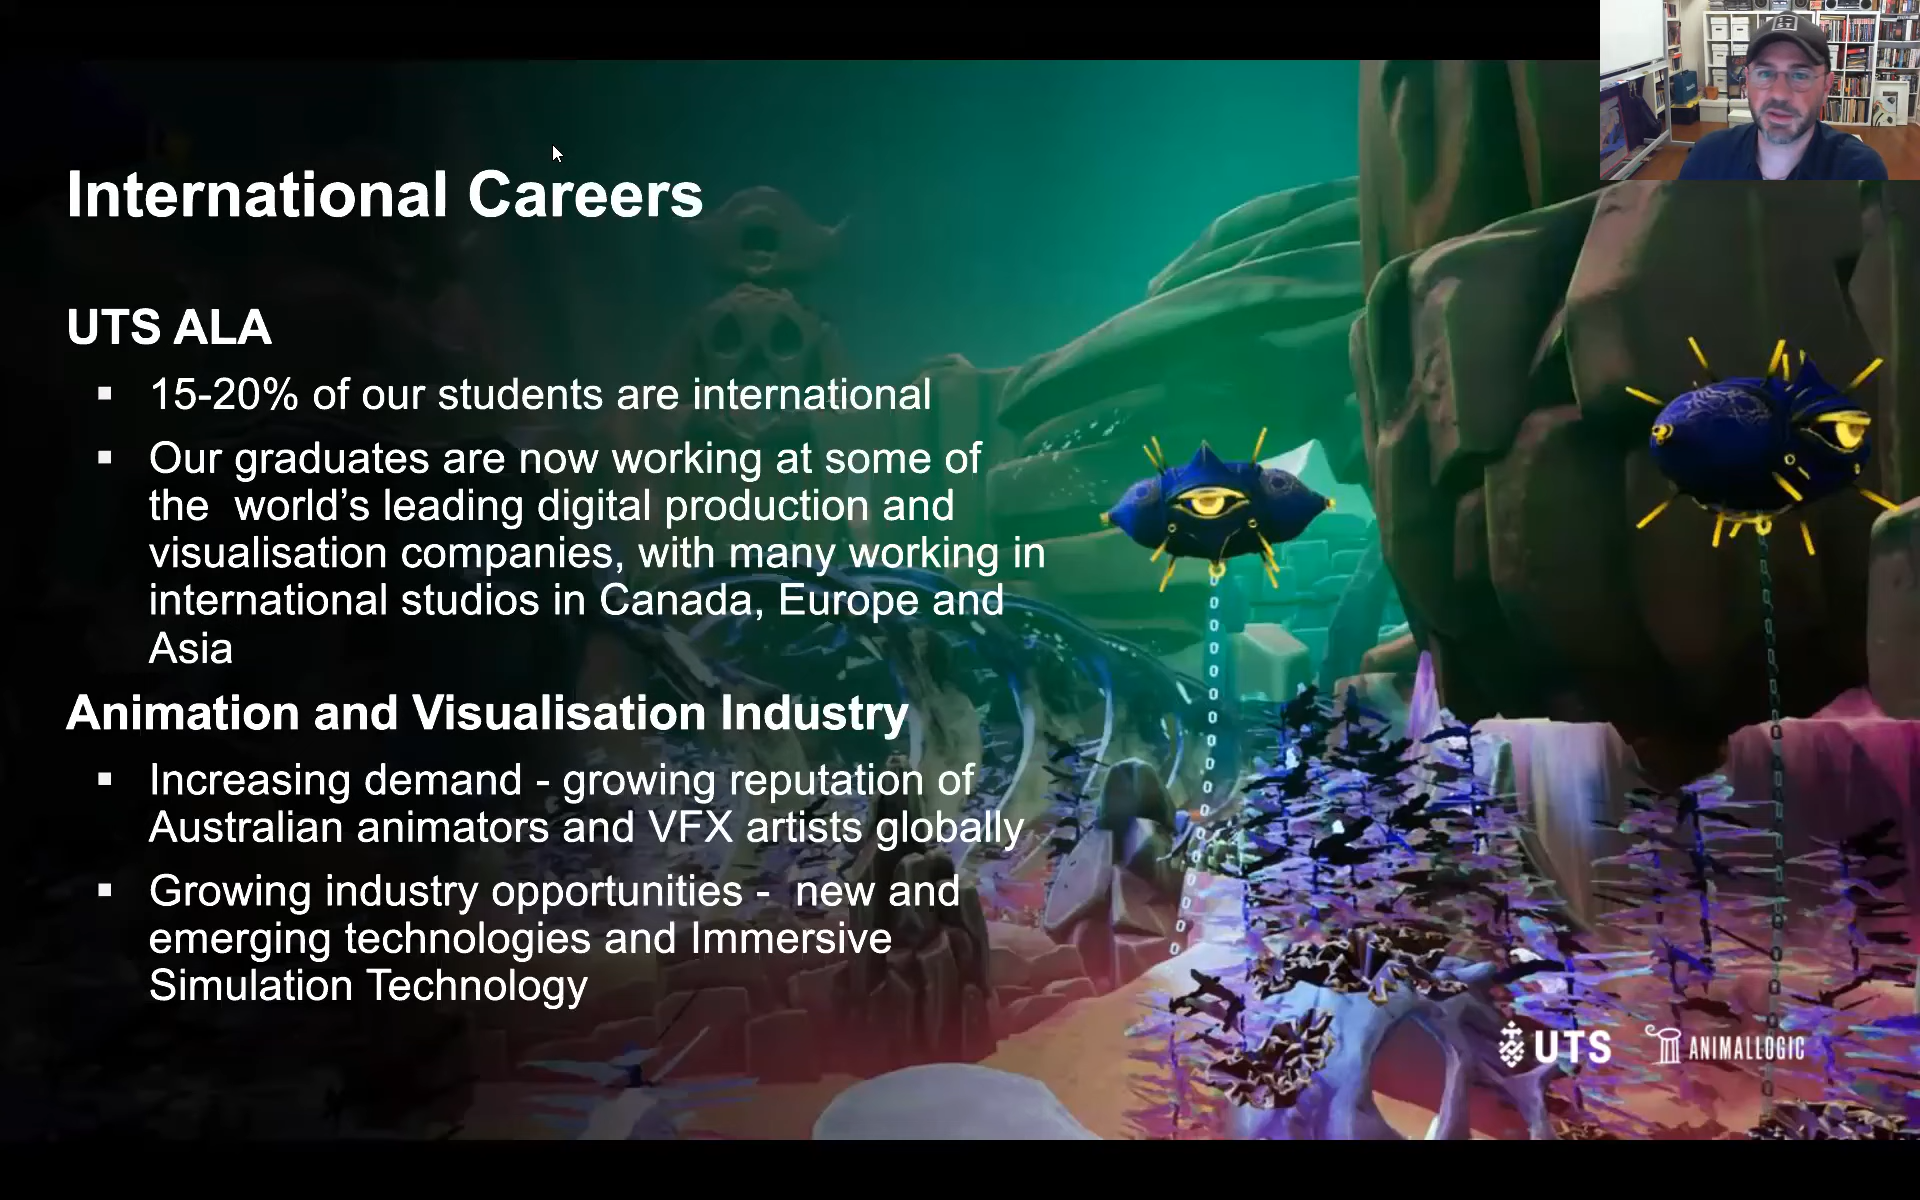 International Careers
UTS ALA
▪ 15-20% of our students are international
▪ Our graduates are now working at some of
the  world’s leading digital production and
visualisation companies, with many working in
international studios in Canada, Europe and
Asia
Animation and Visualisation Industry
▪ Increasing demand - growing reputation of
Australian animators and VFX artists globally
▪ Growing industry opportunities -  new and
emerging technologies and Immersive
Simulation Technology
UTS ANIMALLOGIC